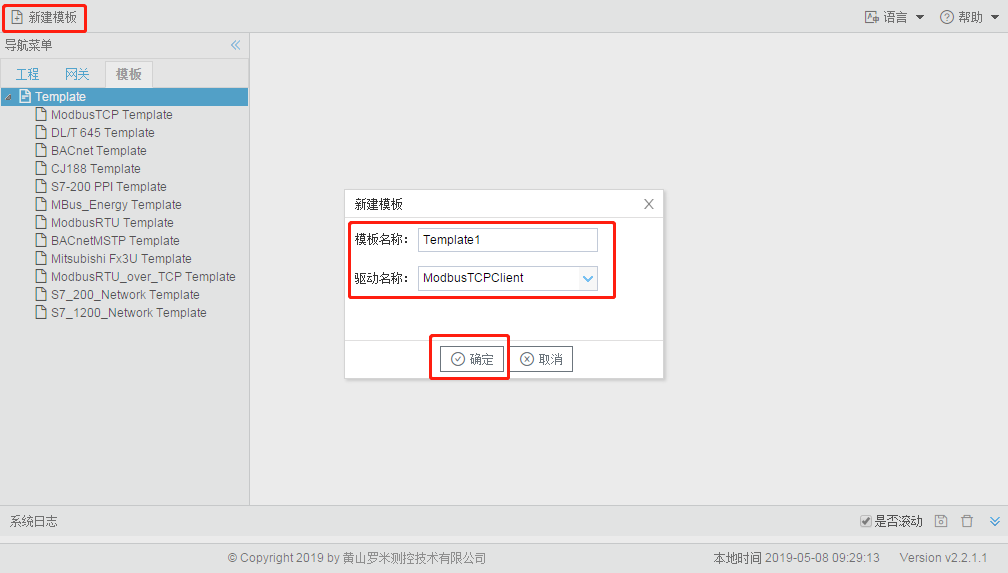 新建模板 语言 帮助
导航菜单
工程 网关 模板
Template
ModbusTCP Template
DL/T 645 Template
BACnet Template
CJ188 Template
S7-200 PPI Template
MBus_Energy Template
ModbusRTU Template
BACnetMSTP Template
Mitsubishi Fx3U Template
ModbusRTU_over_TCP Template
S7_200_Network Template
S7_1200_Network Template
新建模板
模板名称： Template1
驱动名称： ModbusTCPClient
确定 取消
系统日志 是否滚动
© Copyright 2019 by 黄山罗米测控技术有限公司 本地时间 2019-05-08 09:29:13 Version v2.2.1.1